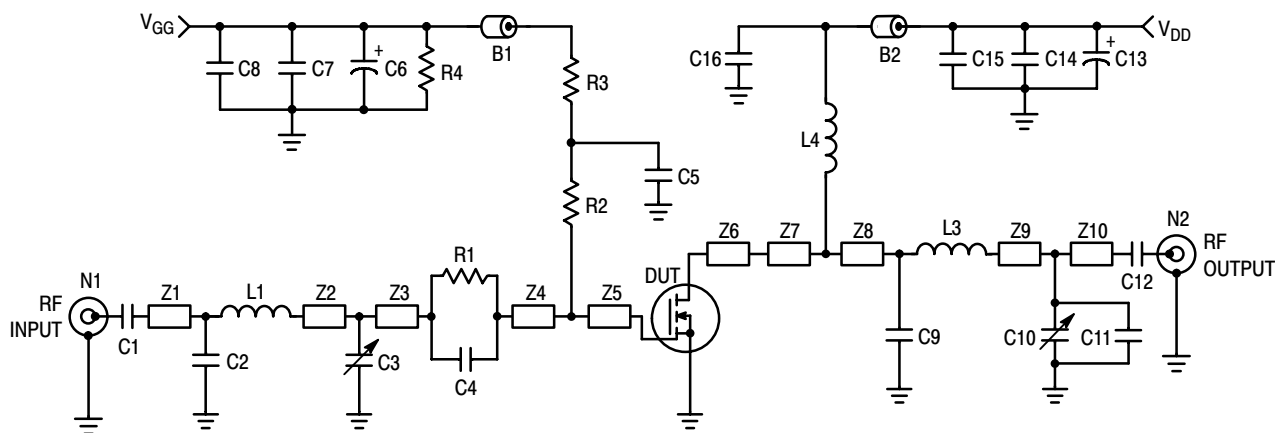 VGG
C8
C7
+
C6
R4
B1
R3
C5
R2
C16
B2
L4
C15
C14
+
C13
VDD
N1
RF
INPUT
C1
Z1
C2
L1
Z2
C3
Z3
R1
C4
Z4
Z5
DUT
Z6
Z7
Z8
C9
L3
Z9
C10
C11
Z10
C12
N2
RF
OUTPUT